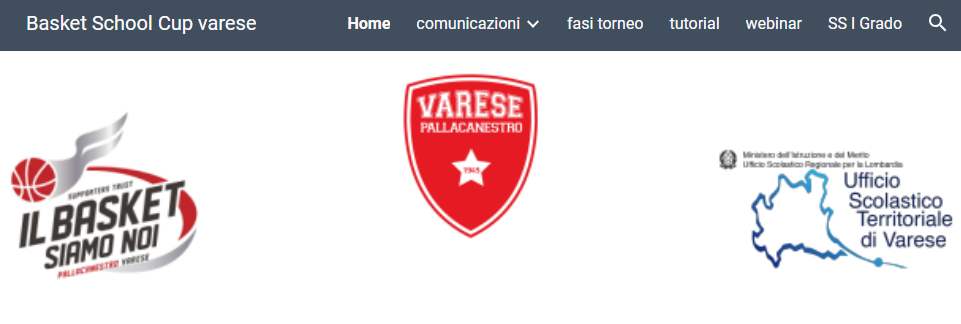 Basket School Cup varese
Home comunicazioni fasi torneo tutorial webinar SS I Grado
VARESE
PALLACANESTRO
1945
SUPPORTERS TRUST
IL BASKET
SIAMO NOI
PALLACANESTRO VARESE
Ministero dell'Istruzione e del Merito
Ufficio Scolastico Regionale per la Lombardia
Ufficio
Scolastico
Territoriale
di Varese